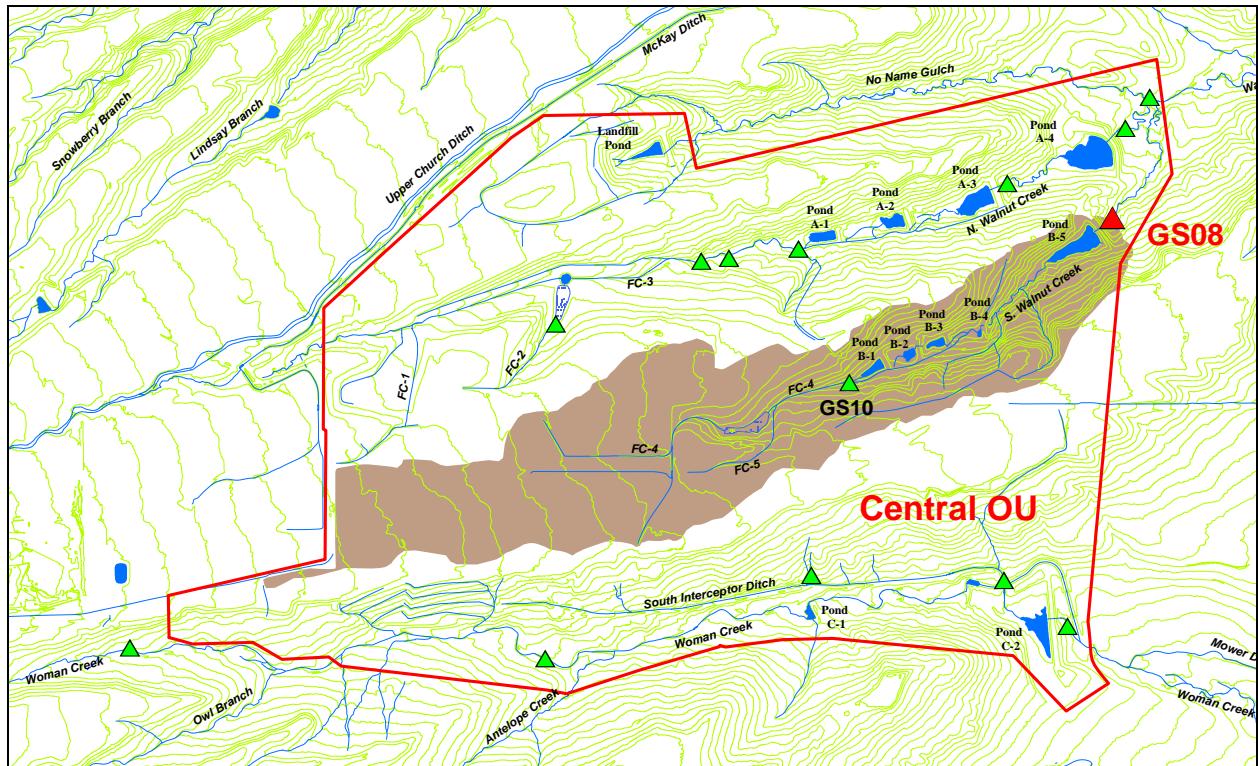 McKay Ditch
No Name Gulch
Wa
Snowberry Branch
Lindsay Branch
Upper Church Ditch
Landfill
Pond
Pond
A-4
Pond
A-3
Pond
A-2
Pond
A-1
N. Walnut Creek
Pond
B-5
GS08
FC-3
S. Walnut Creek
Pond
B-4
Pond
B-3
Pond
B-2
Pond
B-1
FC-2
FC-1
FC-4
GS10
FC-4
FC-5
Central OU
South Interceptor Ditch
Pond
C-1
Woman Creek
Pond
C-2
Woman Creek
Owl Branch
Antelope Creek
Mower D
Woman Creek